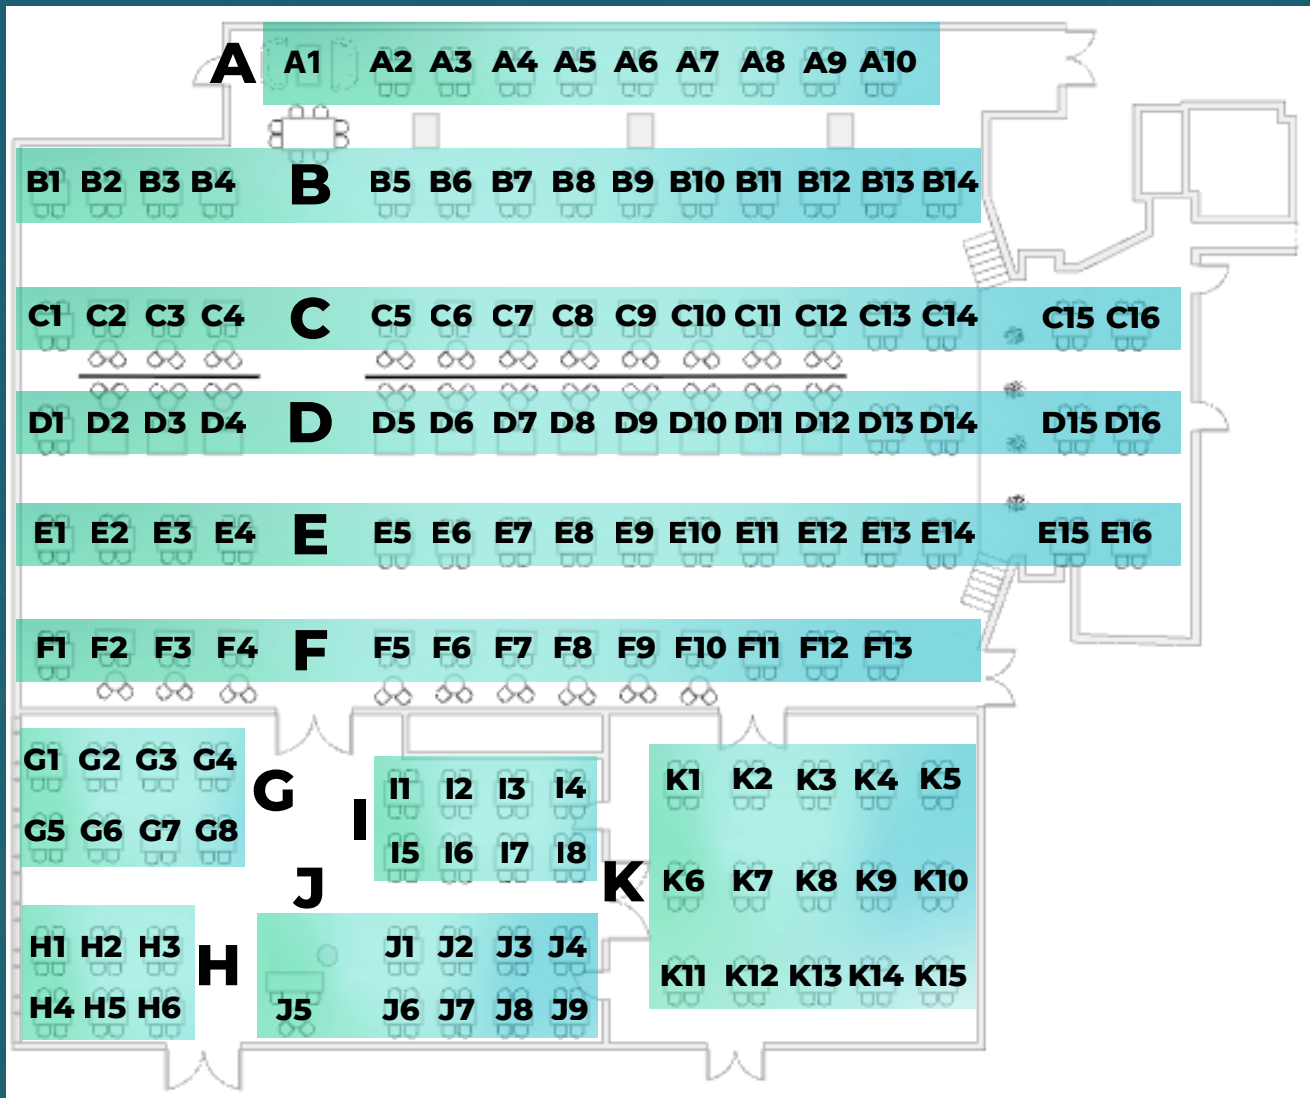 A A1 A2 A3 A4 A5 A6 A7 A8 A9 A10
B1 B2 B3 B4 B B5 B6 B7 B8 B9 B10 B11 B12 B13 B14
C1 C2 C3 C4 C C5 C6 C7 C8 C9 C10 C11 C12 C13 C14 C15 C16
D1 D2 D3 D4 D D5 D6 D7 D8 D9 D10 D11 D12 D13 D14 D15 D16
E1 E2 E3 E4 E E5 E6 E7 E8 E9 E10 E11 E12 E13 E14 E15 E16
F1 F2 F3 F4 F F5 F6 F7 F8 F9 F10 F11 F12 F13
G1 G2 G3 G4
G
G5 G6 G7 G8
I1 I2 I3 I4
I
I5 I6 I7 I8
K1 K2 K3 K4 K5
K
K6 K7 K8 K9 K10
K11 K12 K13 K14 K15
H1 H2 H3
H
H4 H5 H6
J
J1 J2 J3 J4
J5 J6 J7 J8 J9